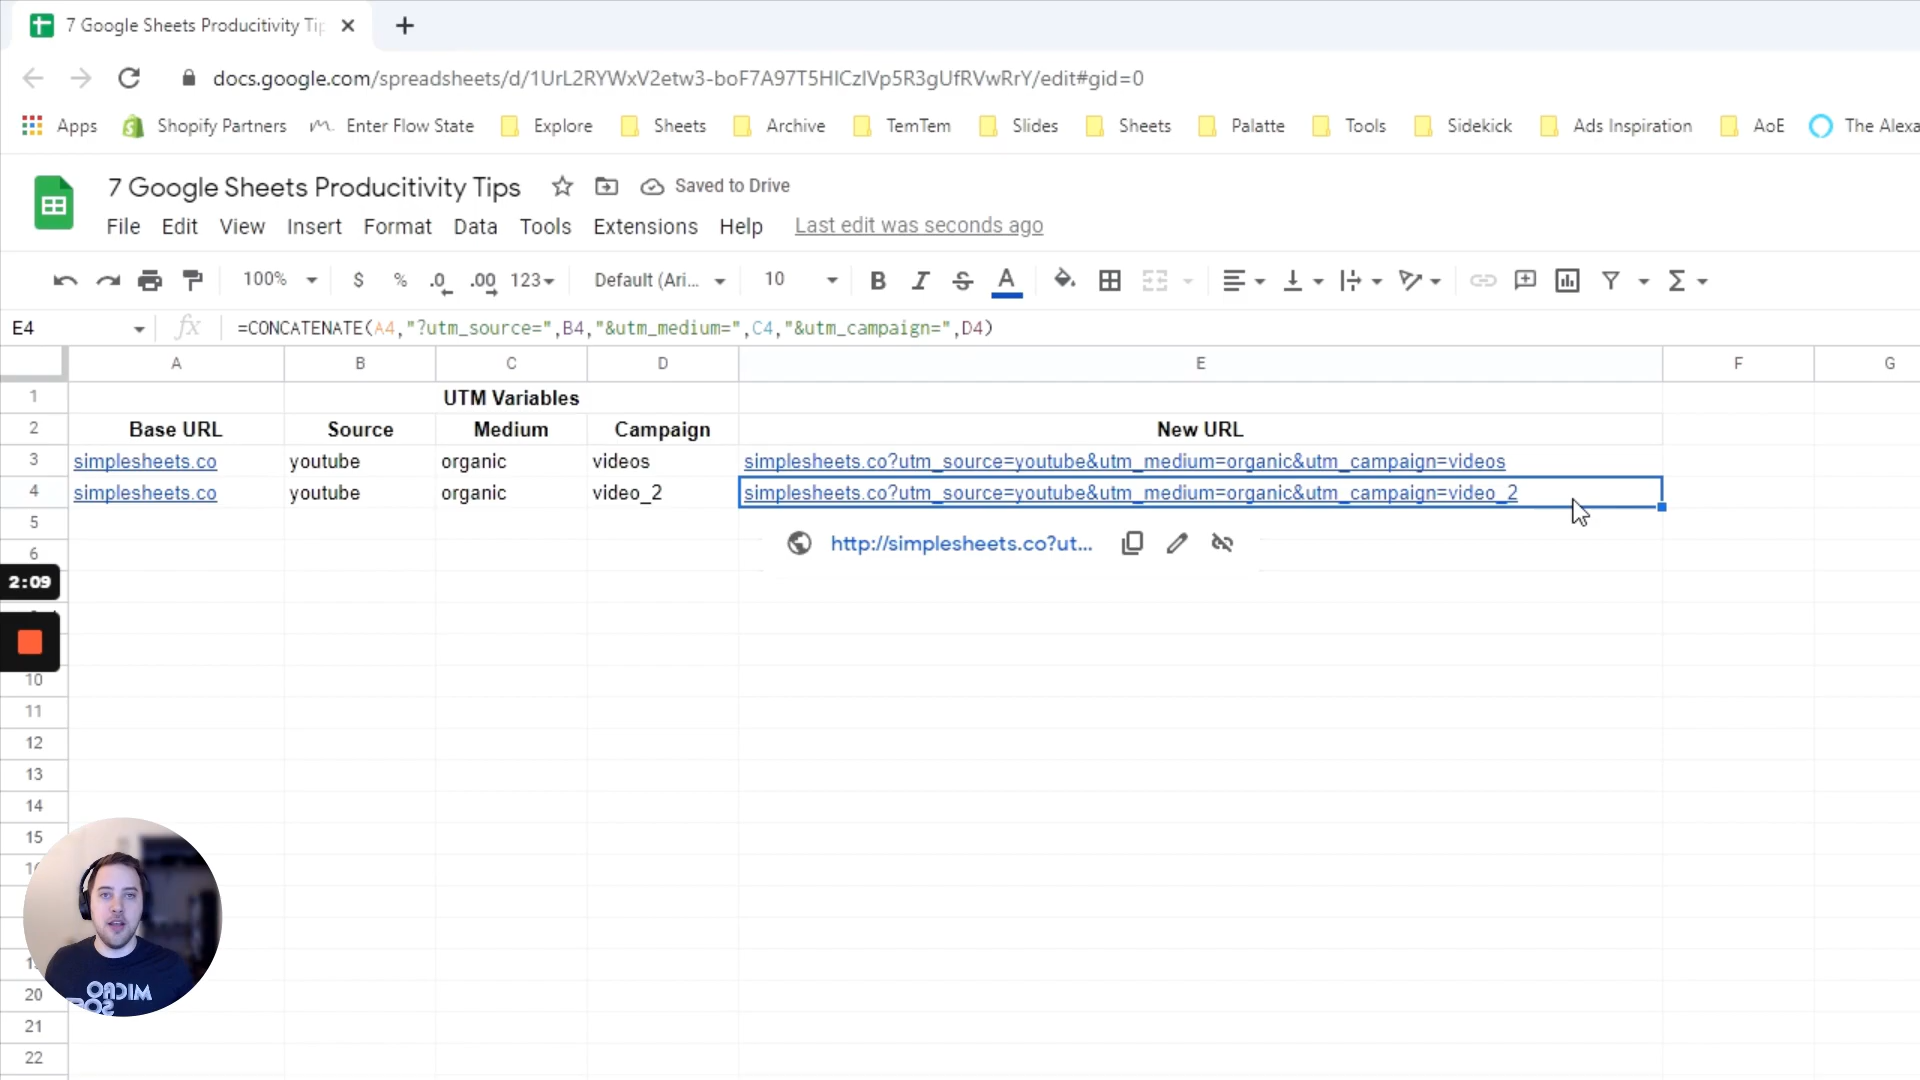 7 Google Sheets Producitivity Tip
docs.google.com/spreadsheets/d/1UrL2RYWxV2etw3-boF7A97T5HICzIVp5R3gUfRVwRrY/edit#gid=0
Apps Shopify Partners Enter Flow State Explore Sheets Archive TemTem Slides Sheets Palatte Tools Sidekick Ads Inspiration AoE The Alexa
7 Google Sheets Producitivity Tips Saved to Drive
File Edit View Insert Format Data Tools Extensions Help Last edit was seconds ago
100% $ % .0 .00 123 Default (Ari... 10 B I S A
E4 fx =CONCATENATE(A4,"?utm_source=",B4,"&utm_medium=",C4,"&utm_campaign=",D4)
A B C D E F G
1 UTM Variables
2 Base URL Source Medium Campaign New URL
3 simplesheets.co youtube organic videos simplesheets.co?utm_source=youtube&utm_medium=organic&utm_campaign=videos
4 simplesheets.co youtube organic video_2 simplesheets.co?utm_source=youtube&utm_medium=organic&utm_campaign=video_2
5
http://simplesheets.co?ut...
6
2:09
10
11
12
13
14
15
20
21
22